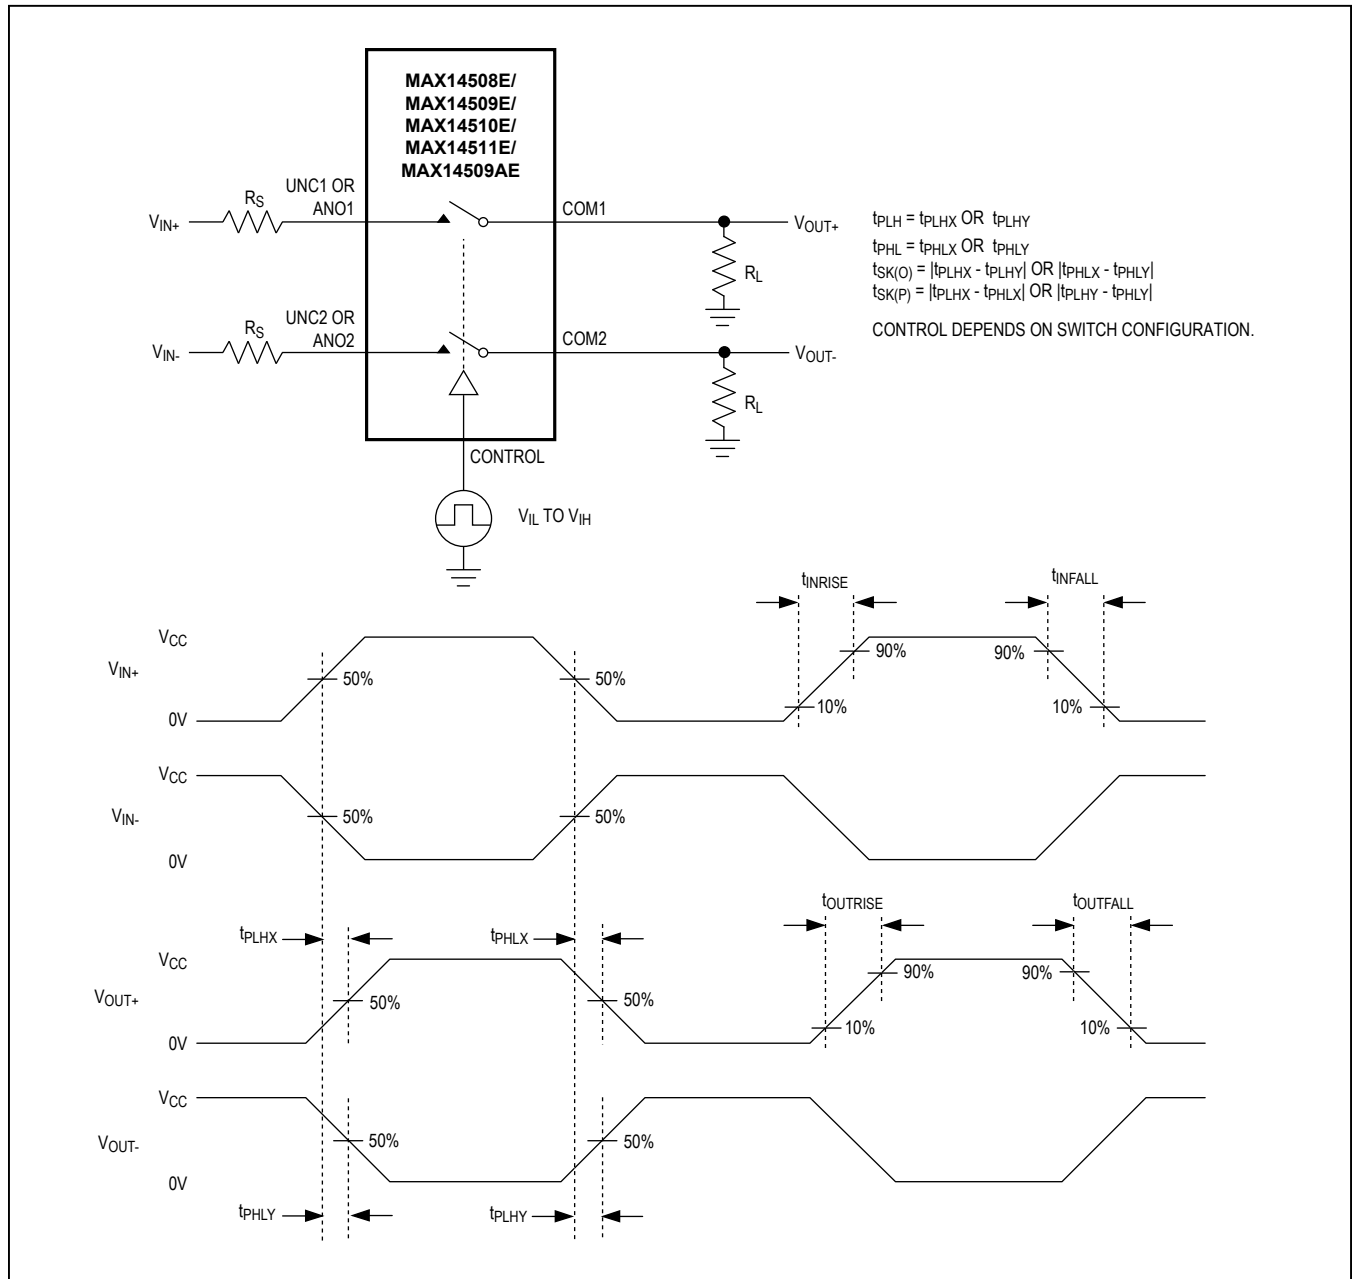 MAX14508E/
MAX14509E/
MAX14510E/
MAX14511E/
MAX14509AE
UNC1 OR
ANO1
RS
VIN+
COM1
VOUT+
RL
tPLH = tPLHX OR tPLHY
tPHL = tPHLX OR tPHLY
tSK(O) = |tPLHX - tPLHY| OR |tPHLX - tPHLY|
tSK(P) = |tPLHX - tPHLX| OR |tPLHY - tPHLY|
CONTROL DEPENDS ON SWITCH CONFIGURATION.
UNC2 OR
ANO2
RS
VIN-
COM2
VOUT-
RL
CONTROL
VIL TO VIH
tINRISE
tINFALL
VCC
VIN+
0V
50%
50%
90%
10%
90%
10%
VCC
VIN-
0V
50%
50%
tPLHX
tPHLX
tOUTRISE
tOUTFALL
VCC
VOUT+
0V
50%
50%
90%
10%
90%
10%
VCC
VOUT-
0V
50%
50%
tPHLY
tPLHY